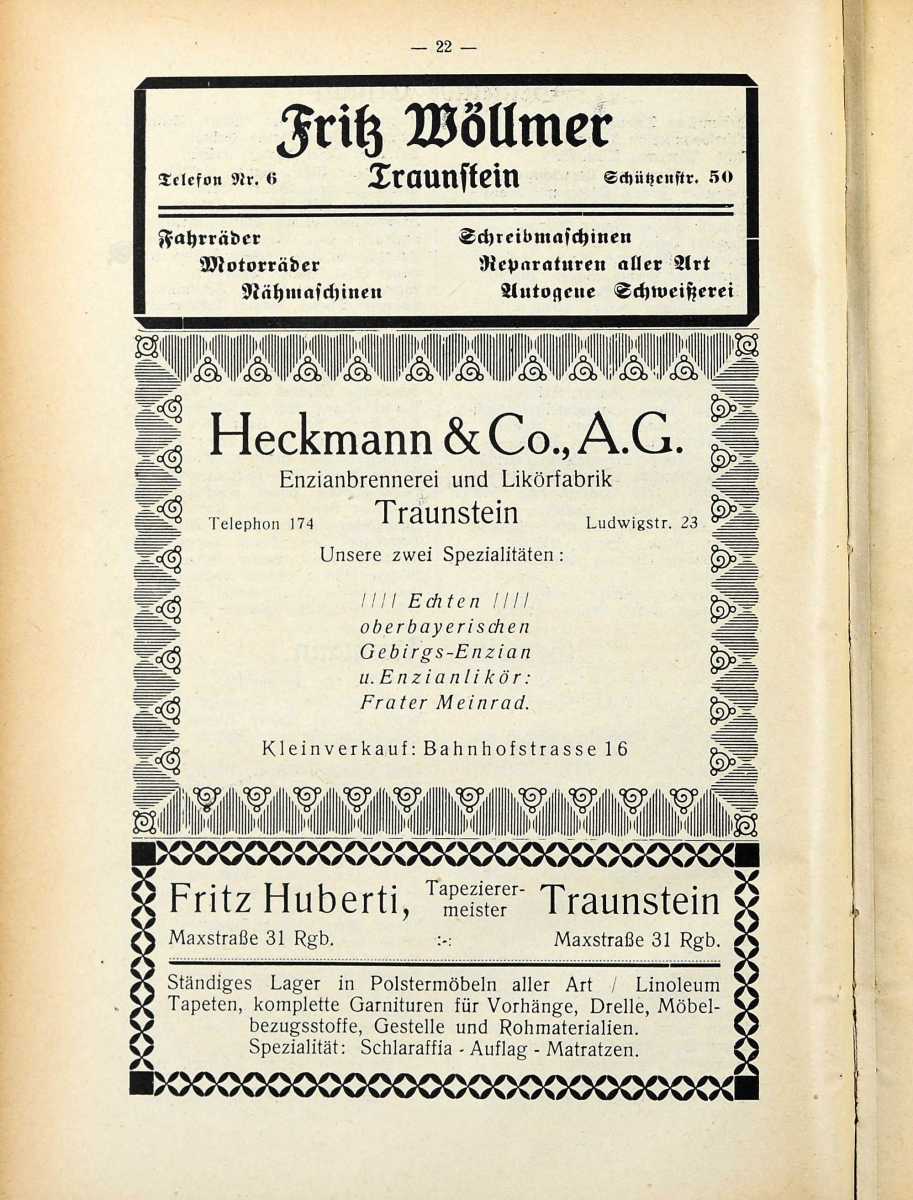 — 22 —
Fritz Wöllmer
Telefon Nr. 6 Traunstein Schützenstr. 50
Fahrräder Schreibmaschinen
Motorräder Reparaturen aller Art
Nähmaschinen Autogene Schweißerei
Heckmann & Co., A.G.
Enzianbrennerei und Likörfabrik
Telephon 174 Traunstein Ludwigstr. 23
Unsere zwei Spezialitäten:
//// Echten ////
oberbayerischen
Gebirgs-Enzian
u. Enzianlikör:
Frater Meinrad.
Kleinverkauf: Bahnhofstrasse 16
Fritz Huberti, Tapezierer-
meister Traunstein
Maxstraße 31 Rgb. :-: Maxstraße 31 Rgb.
Ständiges Lager in Polstermöbeln aller Art / Linoleum
Tapeten, komplette Garnituren für Vorhänge, Drelle, Möbel-
bezugsstoffe, Gestelle und Rohmaterialien.
Spezialität: Schlaraffia - Auflag - Matratzen.